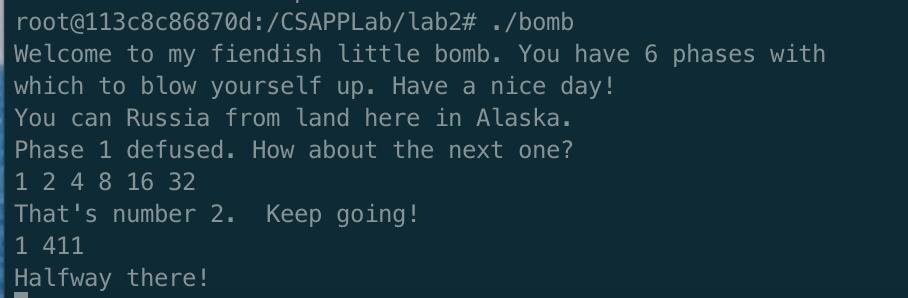 root@113c8c86870d:/CSAPPLab/lab2# ./bomb
Welcome to my fiendish little bomb. You have 6 phases with
which to blow yourself up. Have a nice day!
You can Russia from land here in Alaska.
Phase 1 defused. How about the next one?
1 2 4 8 16 32
That's number 2.  Keep going!
1 411
Halfway there!